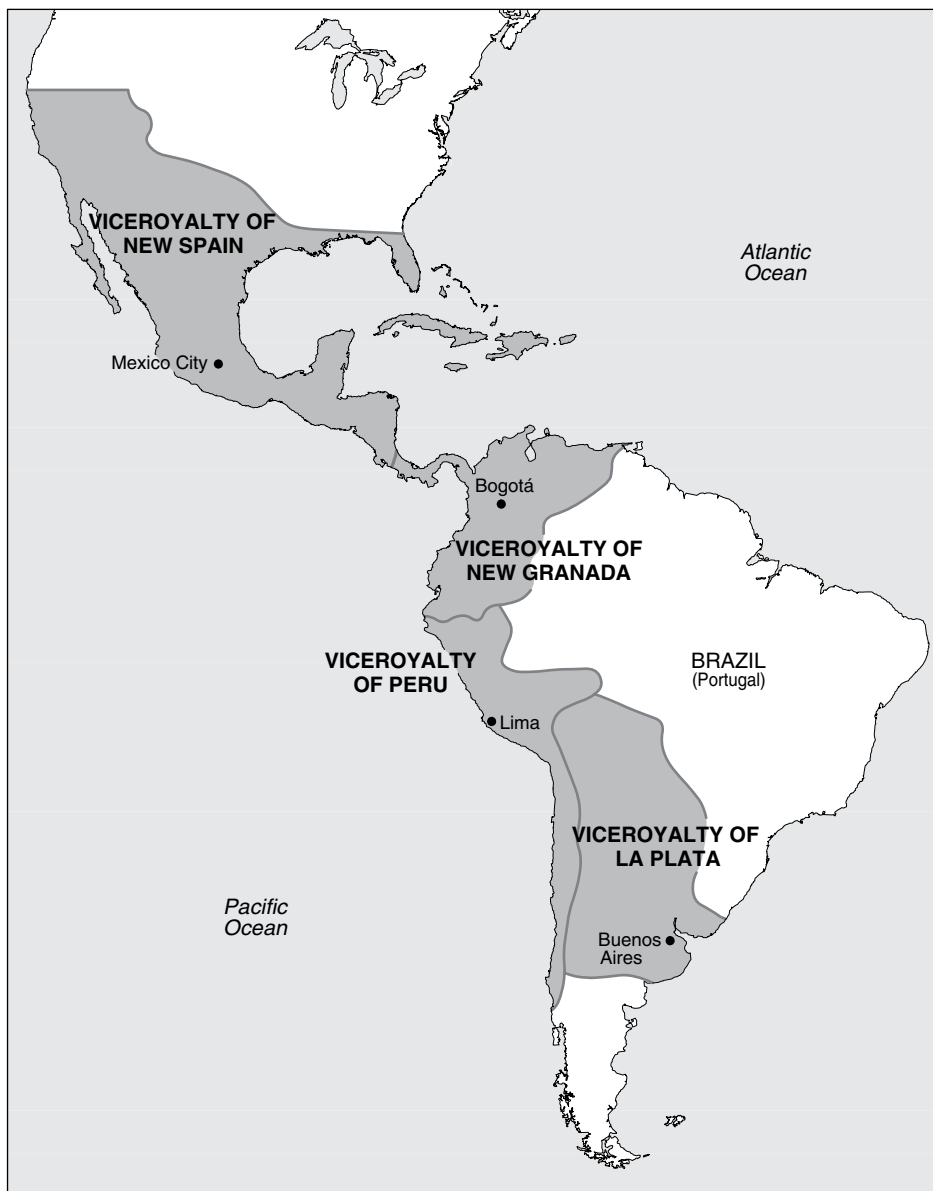 VICEROYALTY OF
NEW SPAIN
Atlantic
Ocean
Mexico City
Bogotá
VICEROYALTY OF
NEW GRANADA
VICEROYALTY
OF PERU
BRAZIL
(Portugal)
Lima
VICEROYALTY OF
LA PLATA
Pacific
Ocean
Buenos
Aires